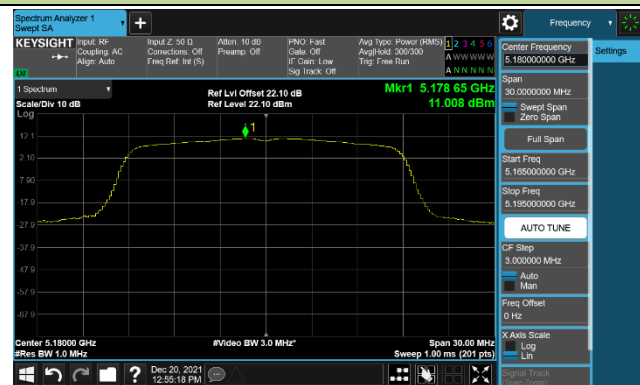 Spectrum Analyzer 1
Swept SA
Frequency
KEYSIGHT
Input: RF
Coupling: AC
Align: Auto
Input Z: 50 Ω
Corrections: Off
Freq Ref: Int (S)
Atten: 10 dB
Preamp: Off
PNO: Fast
Gate: Off
IF Gain: Low
Sig Track: Off
Avg Type: Power (RMS)
Avg|Hold: 300/300
Trig: Free Run
1 2 3 4 5 6
A W W W W W
A N N N N N
LXI
1 Spectrum
Scale/Div 10 dB
Log
Ref Lvl Offset 22.10 dB
Ref Level 22.10 dBm
Mkr1 5.178 65 GHz
11.008 dBm
1
12.1
2.10
-7.90
-17.9
-27.9
-37.9
-47.9
-57.9
-67.9
Center 5.18000 GHz
#Res BW 1.0 MHz
#Video BW 3.0 MHz*
Span 30.00 MHz
Sweep 1.00 ms (201 pts)
Dec 20, 2021
12:55:18 PM
Settings
Center Frequency
5.180000000 GHz
Span
30.0000000 MHz
Swept Span
Zero Span
Full Span
Start Freq
5.165000000 GHz
Stop Freq
5.195000000 GHz
AUTO TUNE
CF Step
3.000000 MHz
Auto
Man
Freq Offset
0 Hz
X Axis Scale
Log
Lin
Signal Track
(Span Zoom)